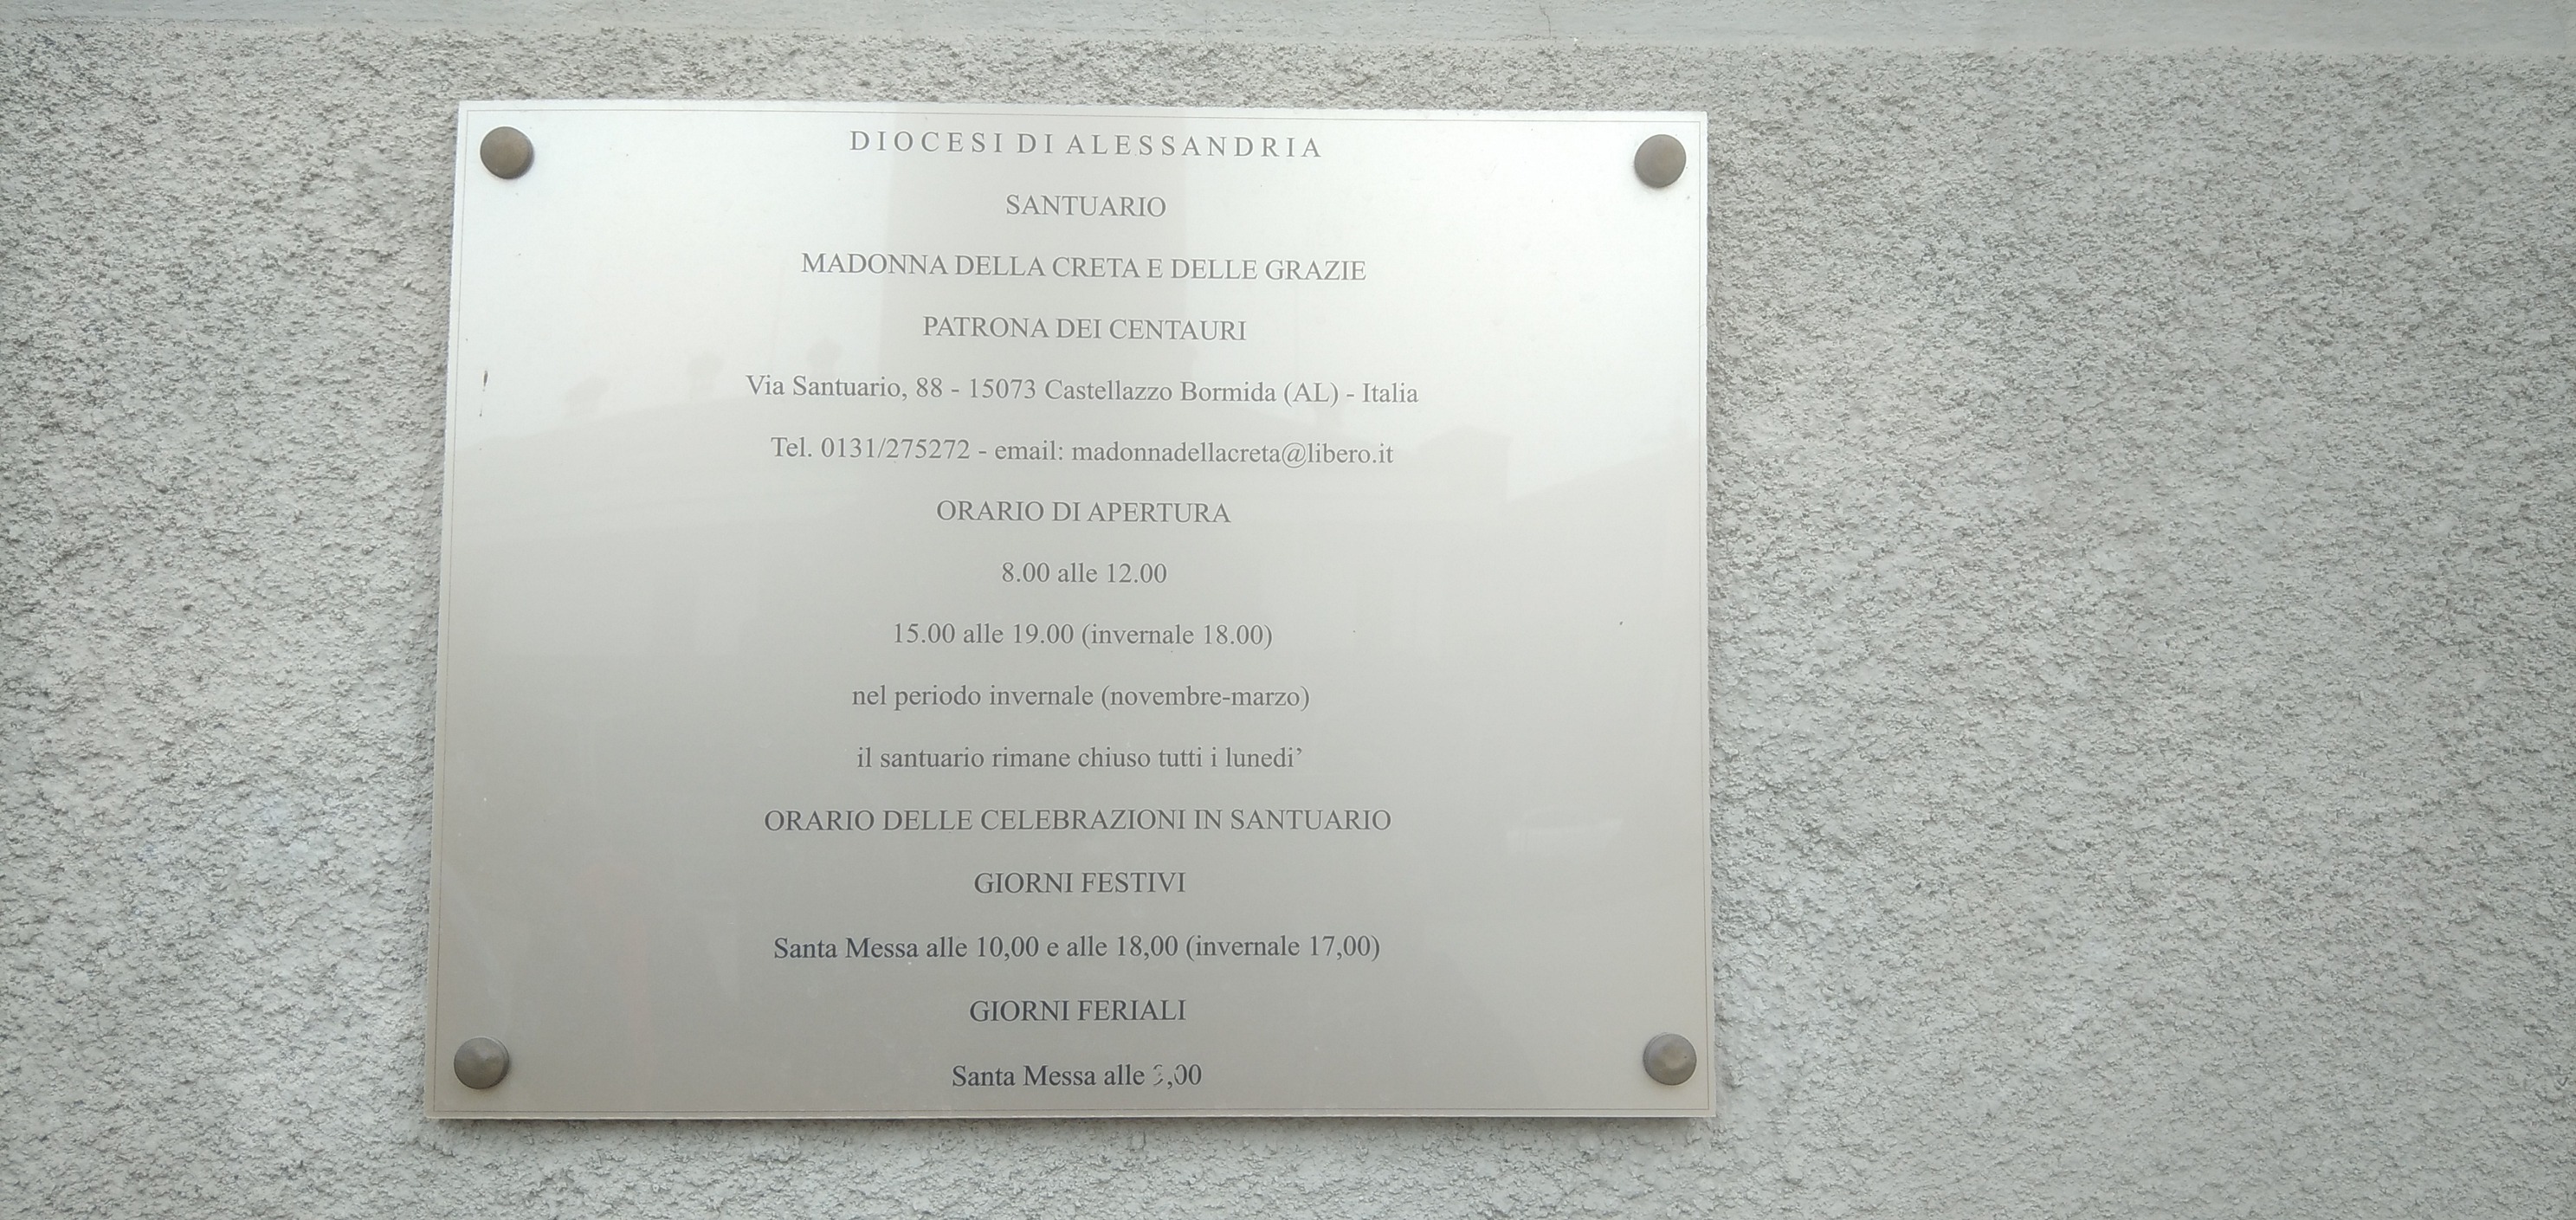 DIOCESI DI ALESSANDRIA
SANTUARIO
MADONNA DELLA CRETA E DELLE GRAZIE
PATRONA DEI CENTAURI
Via Santuario, 88 - 15073 Castellazzo Bormida (AL) - Italia
Tel. 0131/275272 - email: madonnadellacreta@libero.it
ORARIO DI APERTURA
8.00 alle 12.00
15.00 alle 19.00 (invernale 18.00)
nel periodo invernale (novembre-marzo)
il santuario rimane chiuso tutti i lunedi’
ORARIO DELLE CELEBRAZIONI IN SANTUARIO
GIORNI FESTIVI
Santa Messa alle 10,00 e alle 18,00 (invernale 17,00)
GIORNI FERIALI
Santa Messa alle